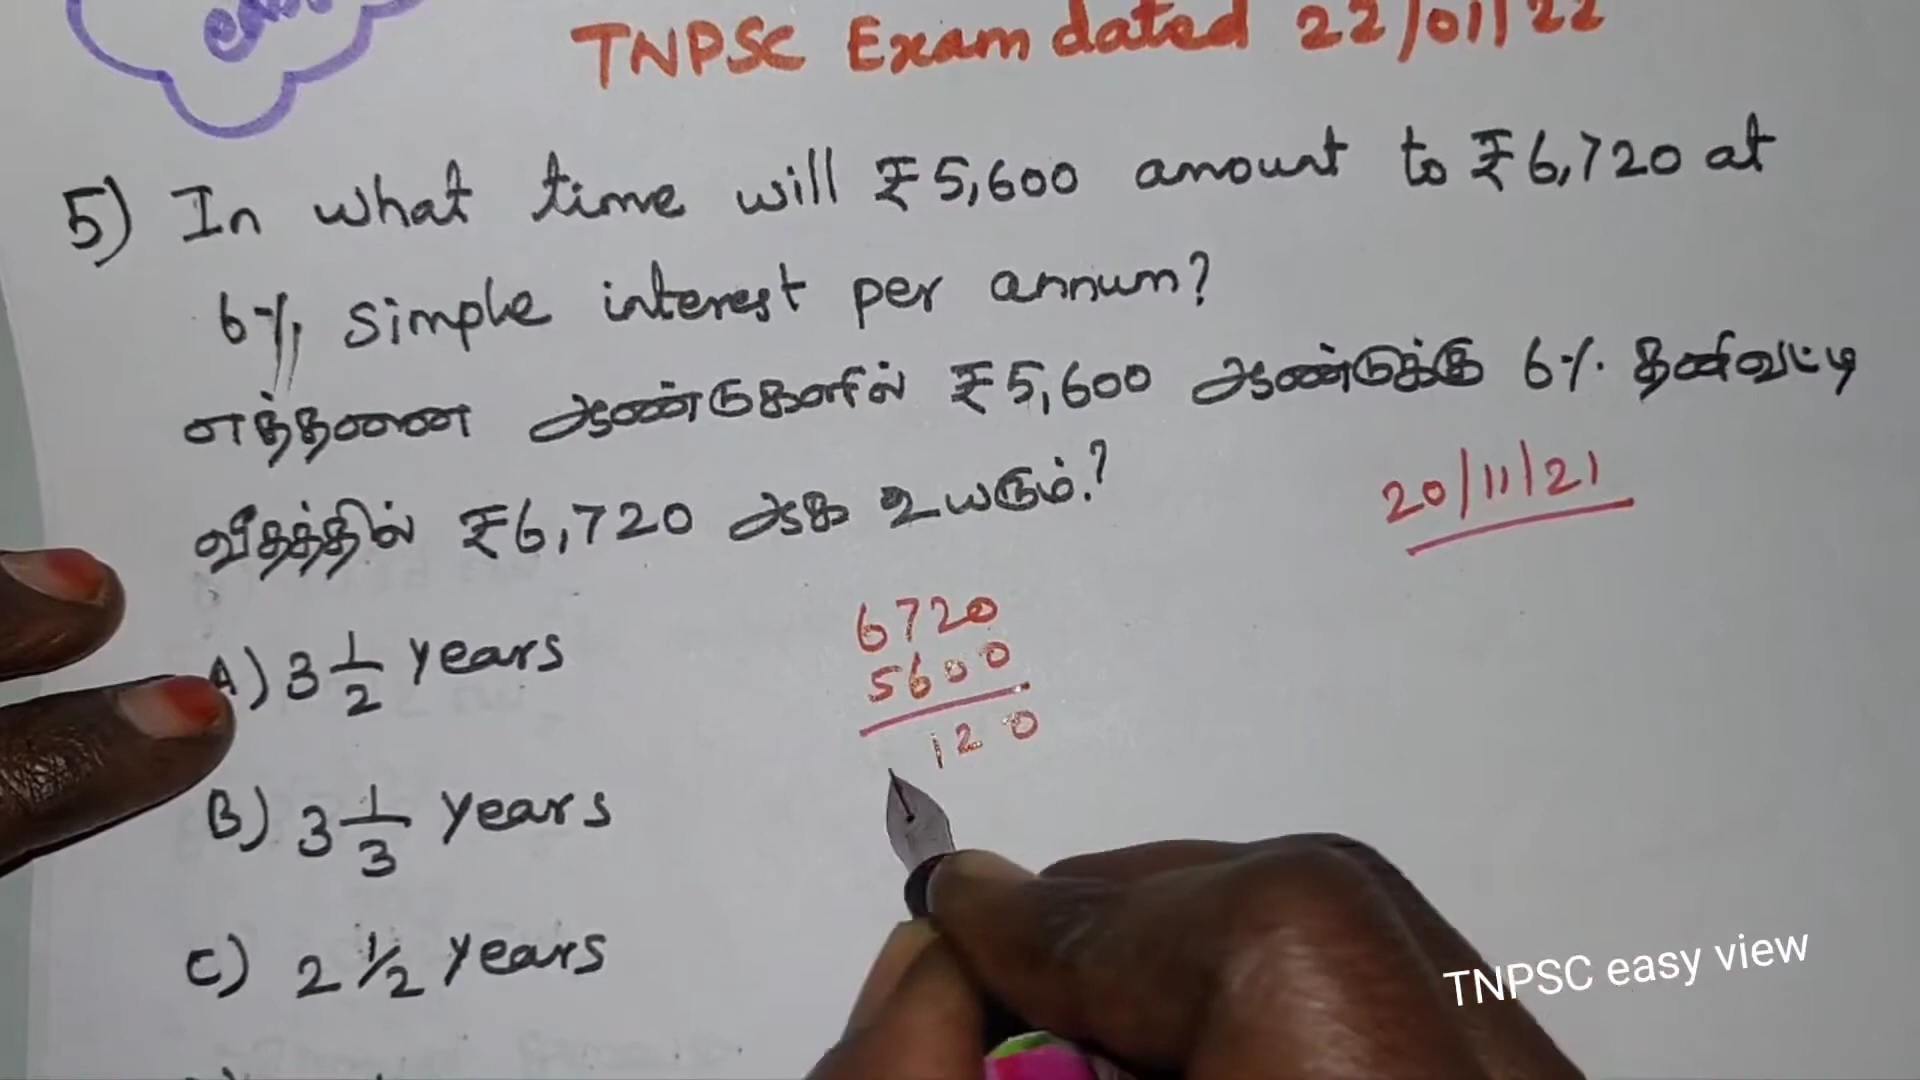 TNPSC Exam dated 22/01/22
5) In what time will ₹5,600 amount to ₹6,720 at
6% simple interest per annum?
எத்தனை ஆண்டுகளில் ₹5,600 ஆண்டுக்கு 6% தனிவட்டி
வீதத்தில் ₹6,720 ஆக உயரும்.?
20/11/21
A) 3 1/2 years
B) 3 1/3 years
C) 2 1/2 years
6720
5600
120
TNPSC easy view